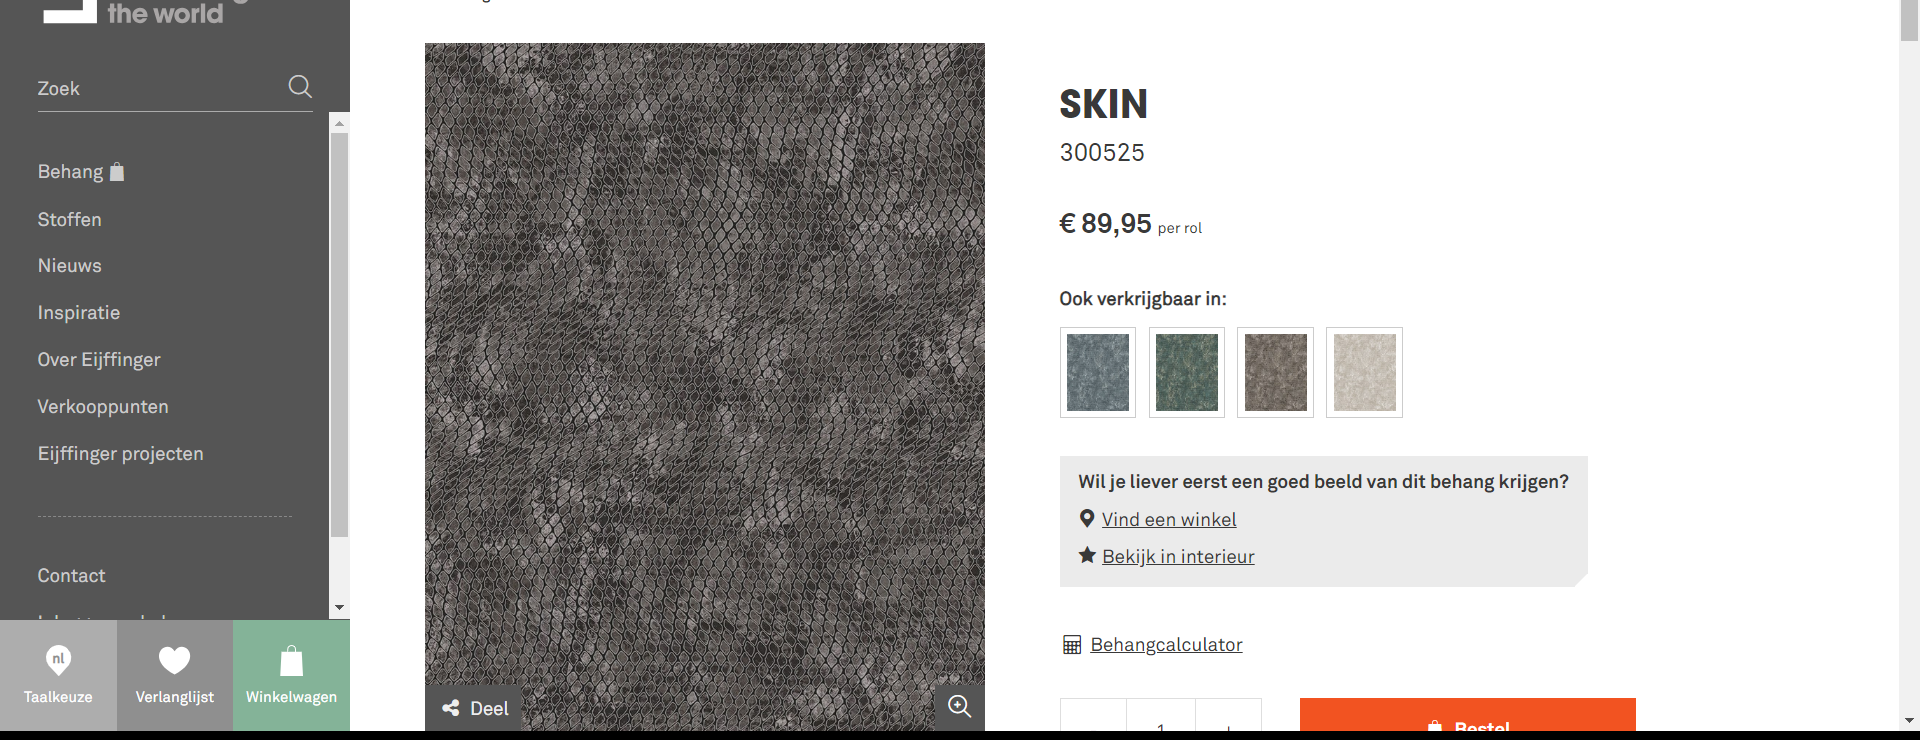 the world
Zoek
Behang
Stoffen
Nieuws
Inspiratie
Over Eijffinger
Verkooppunten
Eijffinger projecten
Contact
nl
Taalkeuze
Verlanglijst
Winkelwagen
Deel
SKIN
300525
€ 89,95 per rol
Ook verkrijgbaar in:
Wil je liever eerst een goed beeld van dit behang krijgen?
Vind een winkel
Bekijk in interieur
Behangcalculator
1
Bestel